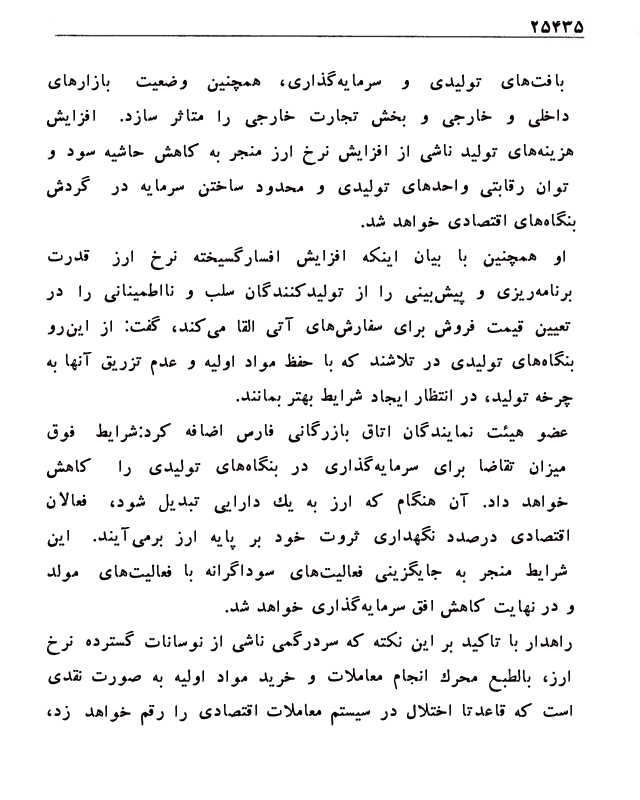 ۲۵۴۳۵
بافت‌های تولیدی و سرمایه‌گذاری، همچنین وضعیت بازارهای
داخلی و خارجی و بخش تجارت خارجی را متاثر سازد. افزایش
هزینه‌های تولید ناشی از افزایش نرخ ارز منجر به کاهش حاشیه سود و
توان رقابتی واحدهای تولیدی و محدود ساختن سرمایه در گردش
بنگاه‌های اقتصادی خواهد شد.
او همچنین با بیان اینکه افزایش افسارگسیخته نرخ ارز قدرت
برنامه‌ریزی و پیش‌بینی را از تولیدکنندگان سلب و نااطمینانی را در
تعیین قیمت فروش برای سفارش‌های آتی القا می‌کند، گفت: از این‌رو
بنگاه‌های تولیدی در تلاشند که با حفظ مواد اولیه و عدم تزریق آنها به
چرخه تولید، در انتظار ایجاد شرایط بهتر بمانند.
عضو هیئت نمایندگان اتاق بازرگانی فارس اضافه کرد:شرایط فوق
میزان تقاضا برای سرمایه‌گذاری در بنگاه‌های تولیدی را کاهش
خواهد داد. آن هنگام که ارز به یك دارایی تبدیل شود، فعالان
اقتصادی درصدد نگهداری ثروت خود بر پایه ارز برمی‌آیند. این
شرایط منجر به جایگزینی فعالیت‌های سوداگرانه با فعالیت‌های مولد
و در نهایت کاهش افق سرمایه‌گذاری خواهد شد.
راهدار با تاکید بر این نکته که سردرگمی ناشی از نوسانات گسترده نرخ
ارز، بالطبع محرك انجام معاملات و خرید مواد اولیه به صورت نقدی
است که قاعدتا اختلال در سیستم معاملات اقتصادی را رقم خواهد زد،